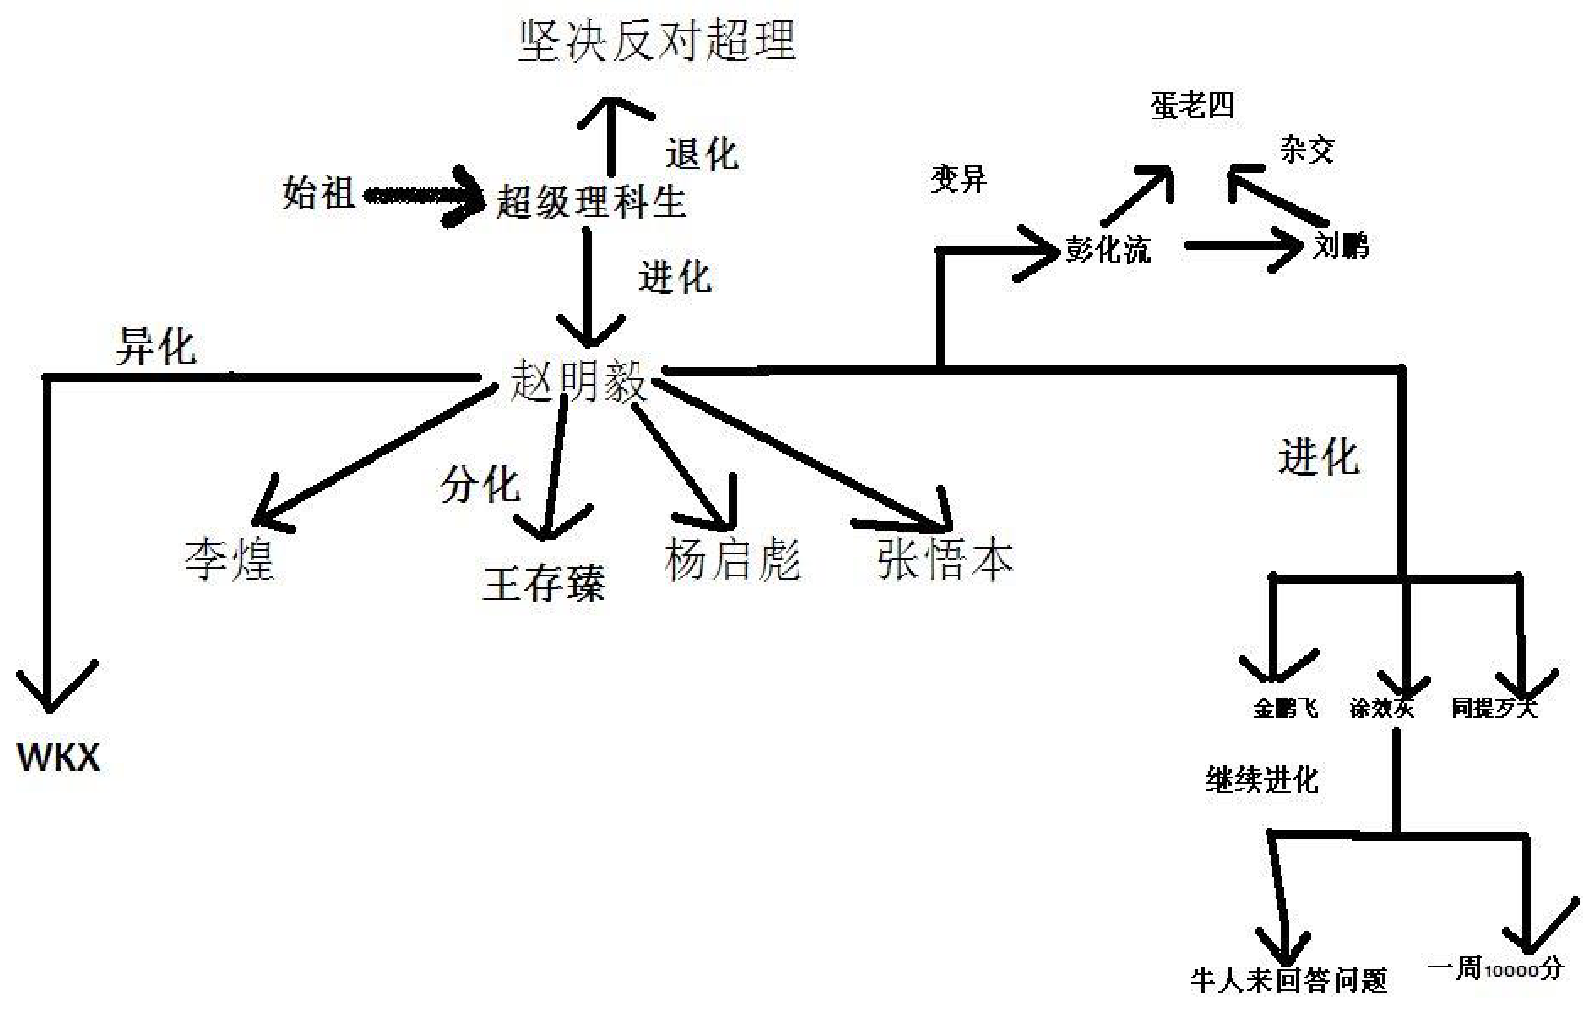 坚决反对超理
蛋老四
退化
杂交
变异
始祖
超级理科生
彭化流
刘鹏
进化
异化
赵明毅
进化
分化
李煌
王存臻
杨启彪
张悟本
金鹏飞
涂效灰
同提歹大
WKX
继续进化
牛人来回答问题
一周10000分